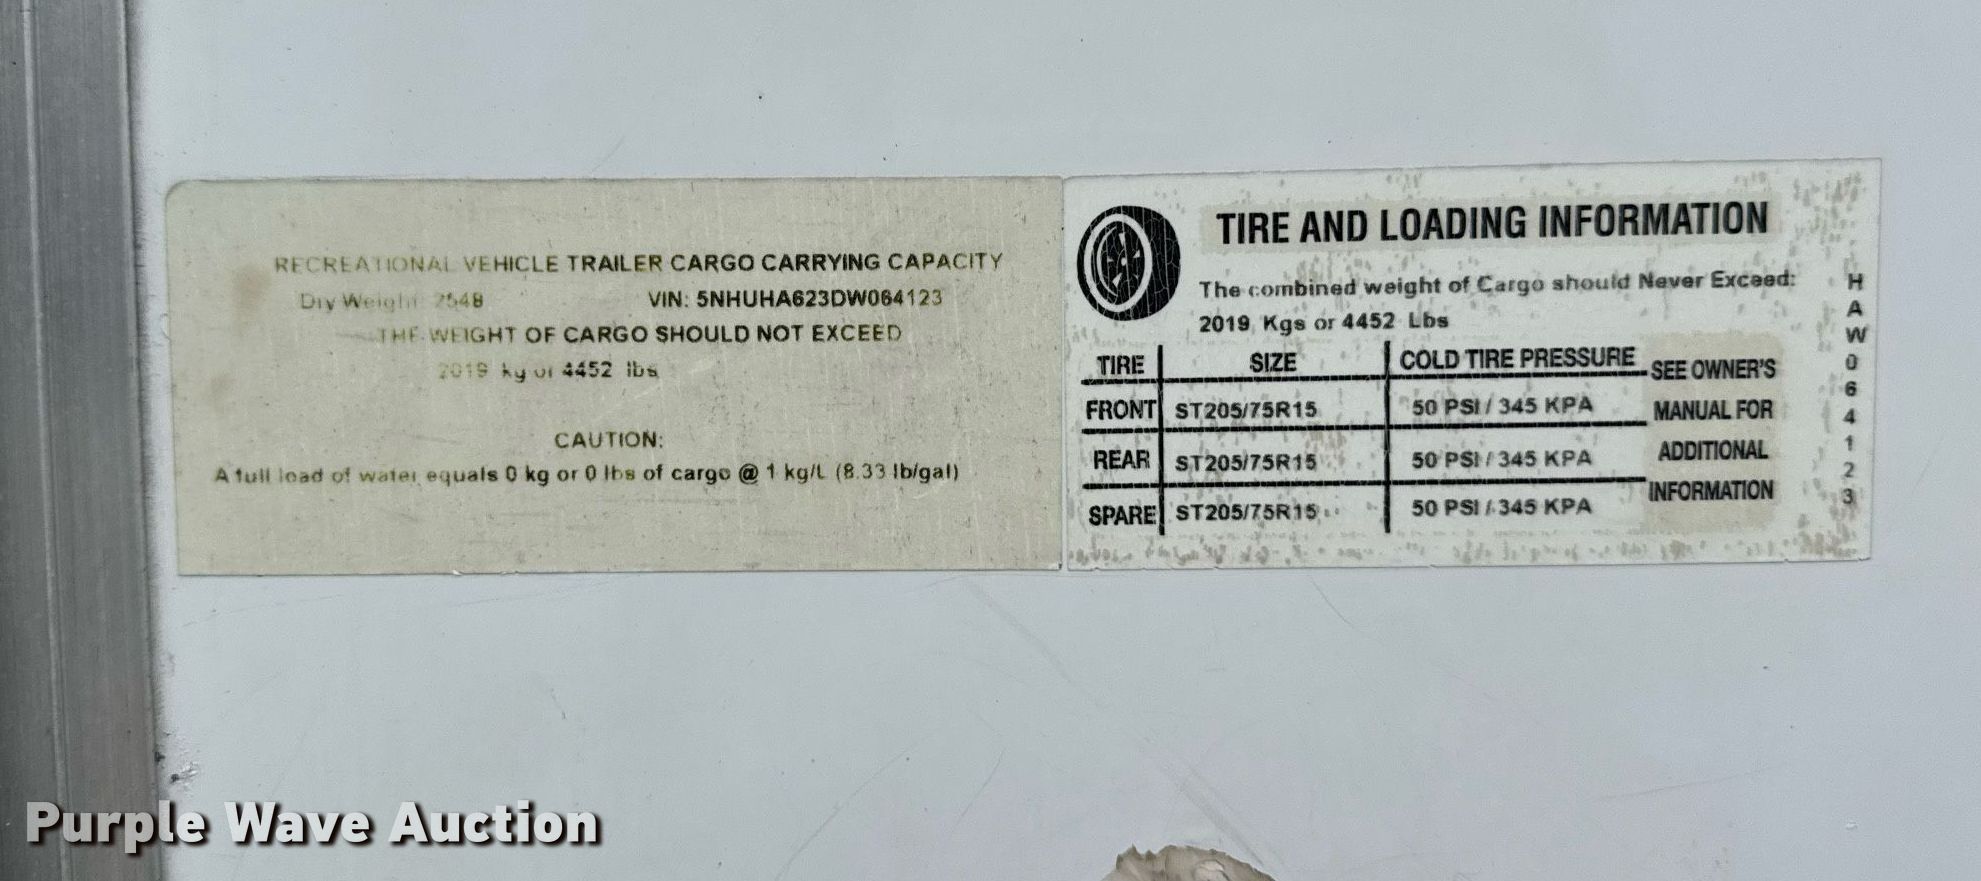 RECREATIONAL VEHICLE TRAILER CARGO CARRYING CAPACITY
Dry Weight 2548 VIN: 5NHUHA623DW064123
THE WEIGHT OF CARGO SHOULD NOT EXCEED
2019 kg or 4452 lbs
CAUTION:
A full load of water equals 0 kg or 0 lbs of cargo @ 1 kg/L (8.33 lb/gal)
TIRE AND LOADING INFORMATION
The combined weight of Cargo should Never Exceed:
2019 Kgs or 4452 Lbs
TIRE SIZE COLD TIRE PRESSURE
FRONT ST205/75R15 50 PSI / 345 KPA
REAR ST205/75R15 50 PSI / 345 KPA
SPARE ST205/75R15 50 PSI / 345 KPA
SEE OWNER'S
MANUAL FOR
ADDITIONAL
INFORMATION
HAW064123
Purple Wave Auction